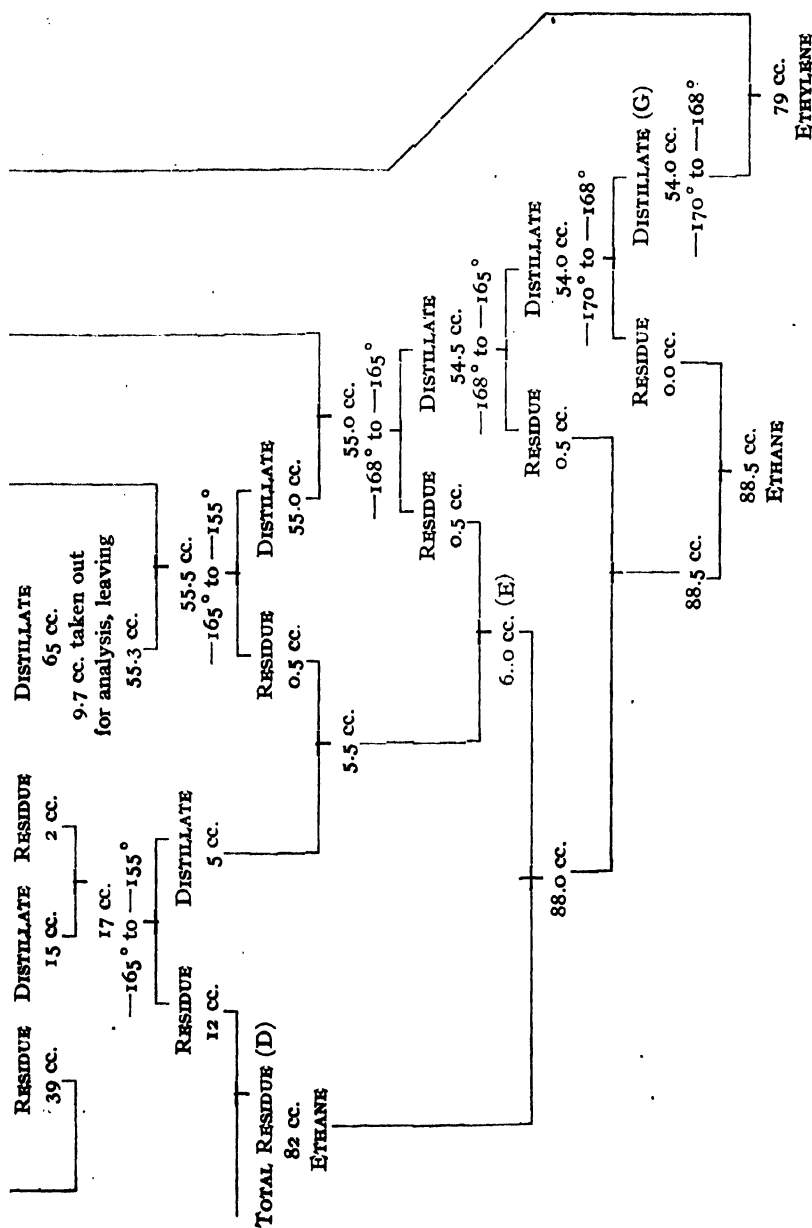 RESIDUE DISTILLATE RESIDUE DISTILLATE
39 cc. 15 cc. 2 cc. 65 cc.
9.7 cc. taken out
for analysis, leaving
55.3 cc.
17 cc.
—165° to —155°
55.5 cc.
—165° to —155°
RESIDUE DISTILLATE
12 cc. 5 cc.
RESIDUE DISTILLATE
0.5 cc. 55.0 cc.
TOTAL RESIDUE (D)
82 cc.
ETHANE
5.5 cc.
55.0 cc.
—168° to —165°
RESIDUE DISTILLATE
0.5 cc. 54.5 cc.
—168° to —165°
6.0 cc. (E)
RESIDUE DISTILLATE
0.5 cc. 54.0 cc.
—170° to —168°
88.0 cc.
RESIDUE DISTILLATE (G)
0.0 cc. 54.0 cc.
—170° to —168°
88.5 cc.
88.5 cc.
ETHANE
79 cc.
ETHYLENE